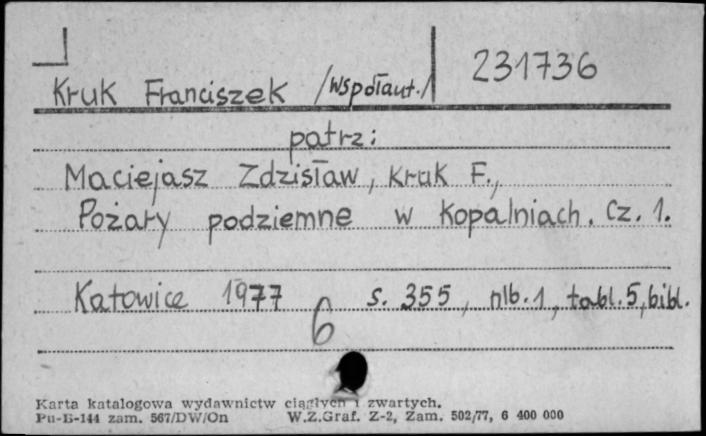 231736
Kruk Franciszek /Współaut./
patrz:
Maciejasz Zdzisław, Kruk F.,
Pożary podziemne w kopalniach. Cz. 1.
Katowice 1977 s. 355, nlb. 1, tabl. 5, bibl.
6
Karta katalogowa wydawnictw ciągłych i zwartych.
Pu-B-144 zam. 567/DW/On W.Z.Graf. Z-2, Zam. 502/77, 6 400 000